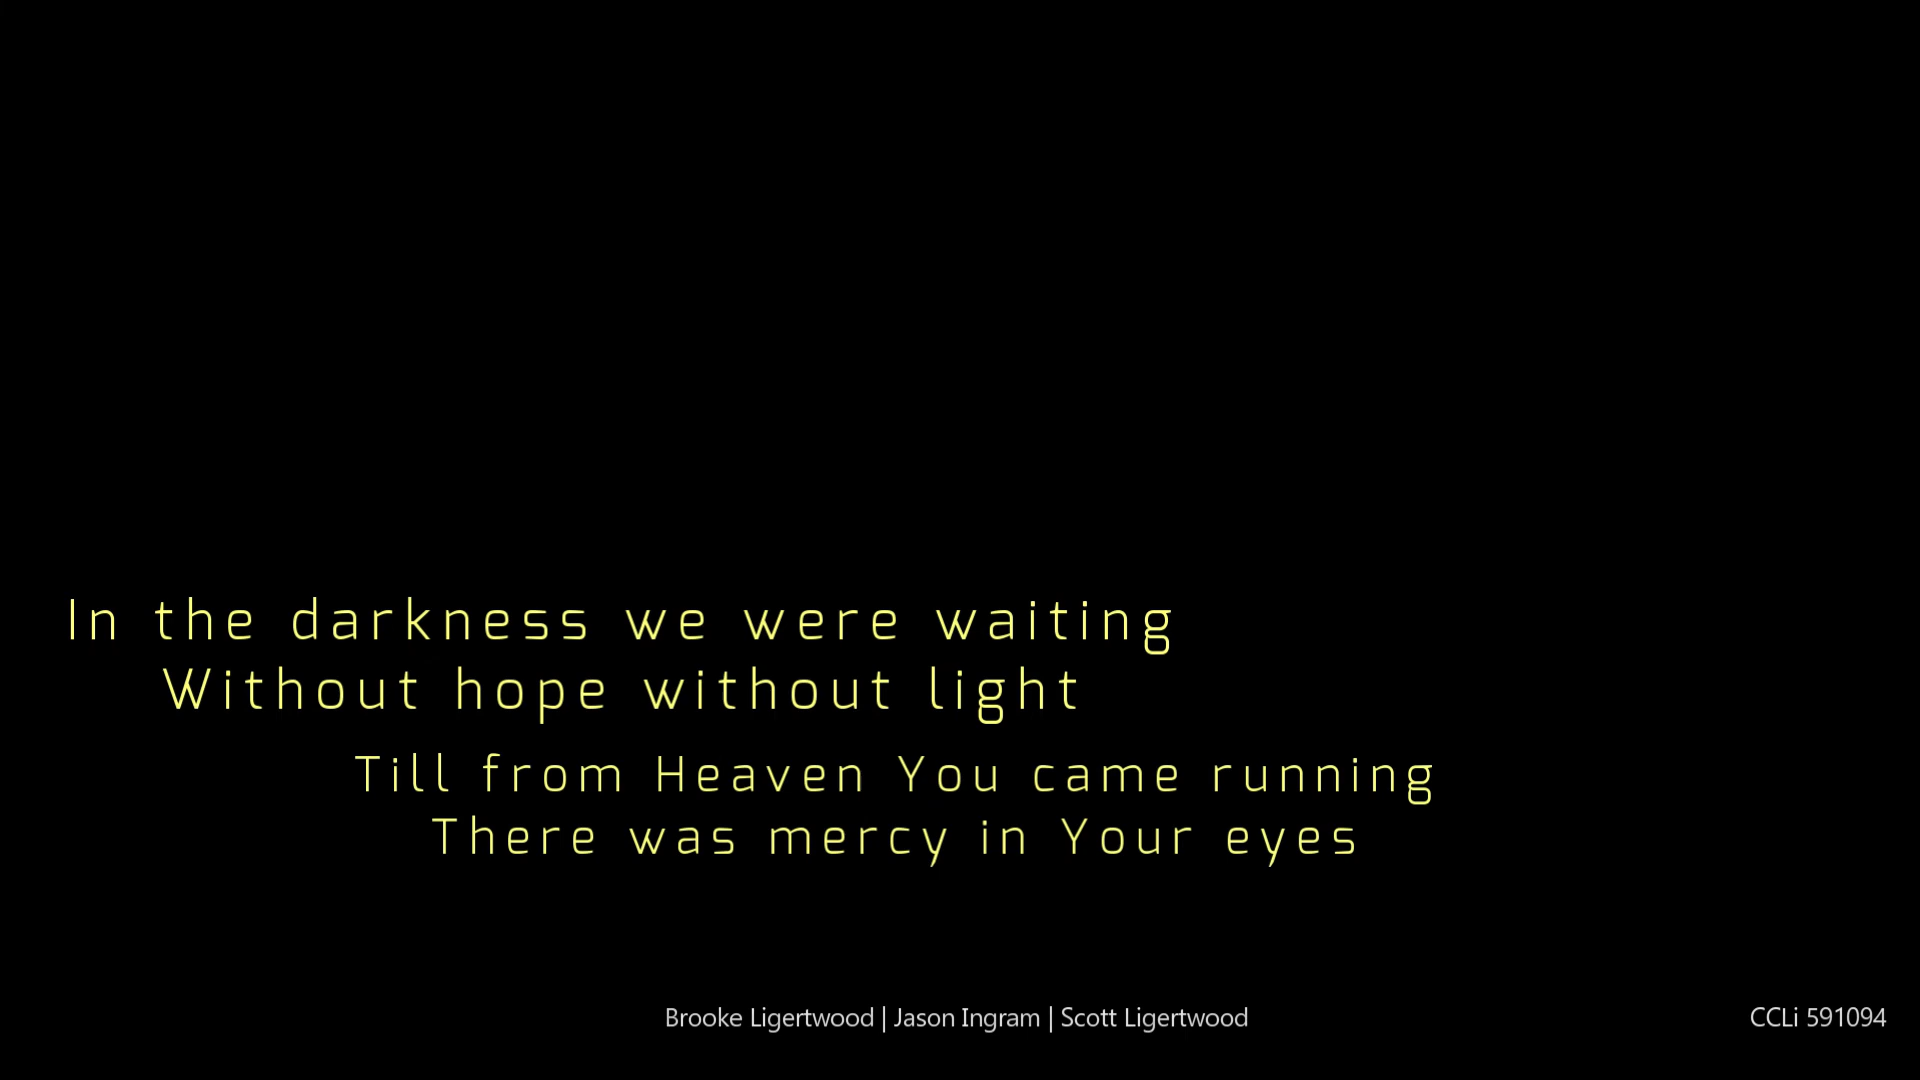 In the darkness we were waiting
Without hope without light
Till from Heaven You came running
There was mercy in Your eyes
Brooke Ligertwood | Jason Ingram | Scott Ligertwood
CCLi 591094